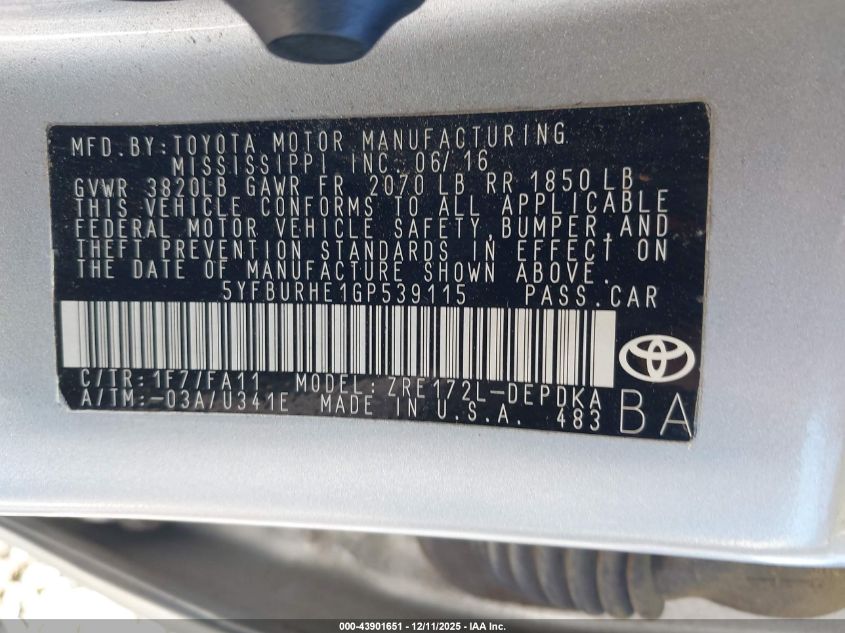 MFD.BY:TOYOTA MOTOR MANUFACTURING
MISSISSIPPI INC. 06/16
GVWR 3820LB GAWR FR 2070 LB RR 1850 LB
THIS VEHICLE CONFORMS TO ALL APPLICABLE
FEDERAL MOTOR VEHICLE SAFETY, BUMPER, AND
THEFT PREVENTION STANDARDS IN EFFECT ON
THE DATE OF MANUFACTURE SHOWN ABOVE.
5YFBURHE1GP539115 PASS.CAR
C/TR:1F7/FA11 MODEL:ZRE172L-DEPDKA
A/TM:-03A/U341E MADE IN U.S.A. 483
BA
000-43901651 - 12/11/2025 - IAA Inc.